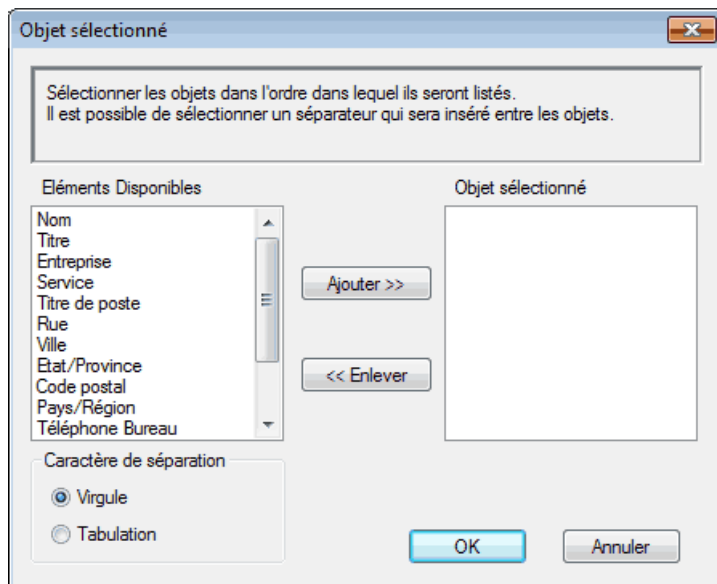 Objet sélectionné
Sélectionner les objets dans l'ordre dans lequel ils seront listés.
Il est possible de sélectionner un séparateur qui sera inséré entre les objets.
Eléments Disponibles
Objet sélectionné
Nom
Titre
Entreprise
Service
Titre de poste
Rue
Ville
Etat/Province
Code postal
Pays/Région
Téléphone Bureau
Ajouter >>
<< Enlever
Caractère de séparation
Virgule
Tabulation
OK
Annuler